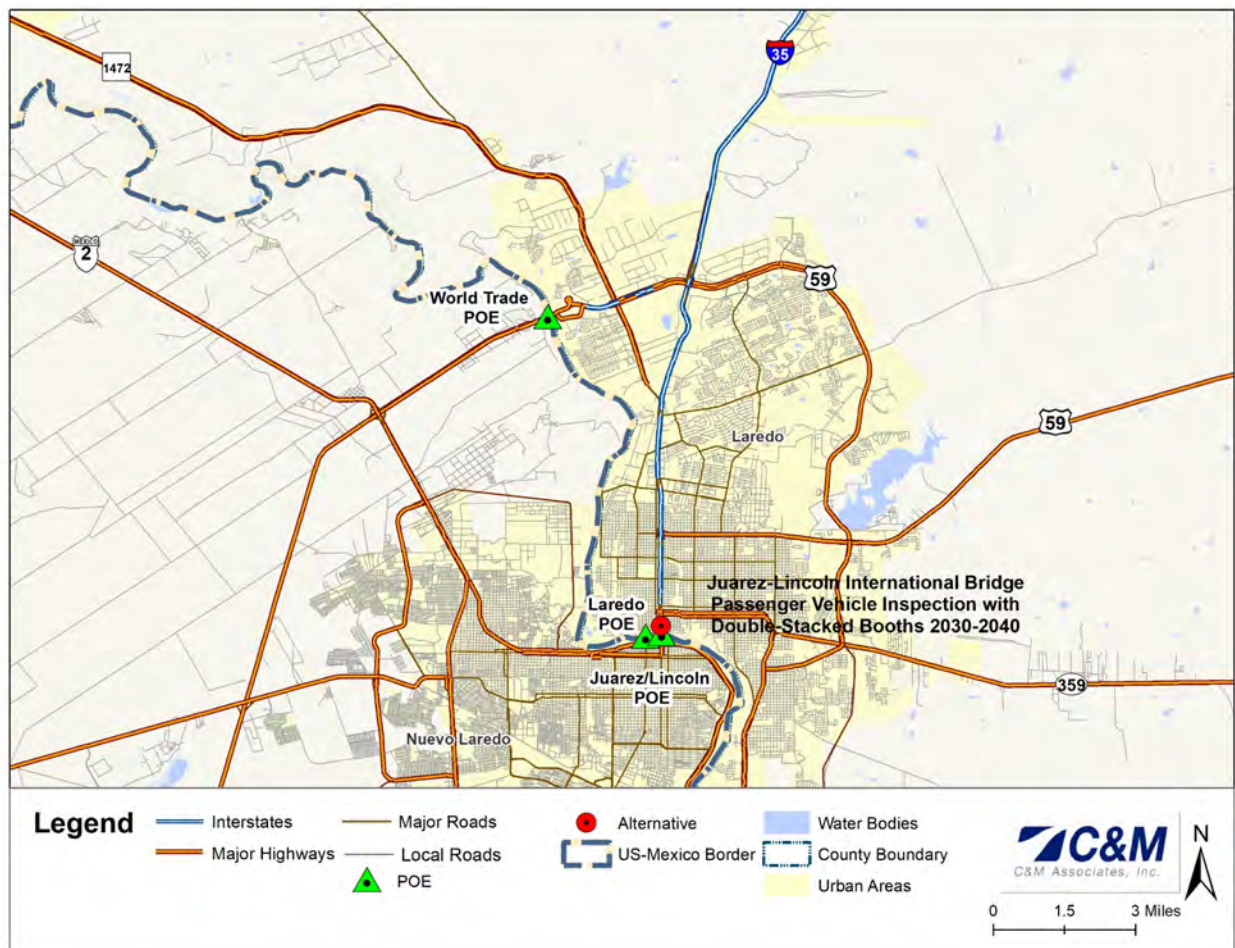 35
1472
MEXICO
2
World Trade
POE
59
59
Laredo
Juarez-Lincoln International Bridge
Passenger Vehicle Inspection with
Double-Stacked Booths 2030-2040
Laredo
POE
Juarez/Lincoln
POE
359
Nuevo Laredo
Legend
Interstates
Major Roads
Alternative
Water Bodies
Major Highways
Local Roads
US-Mexico Border
County Boundary
POE
Urban Areas
C&M
C&M Associates, Inc.
N
0 1.5 3 Miles